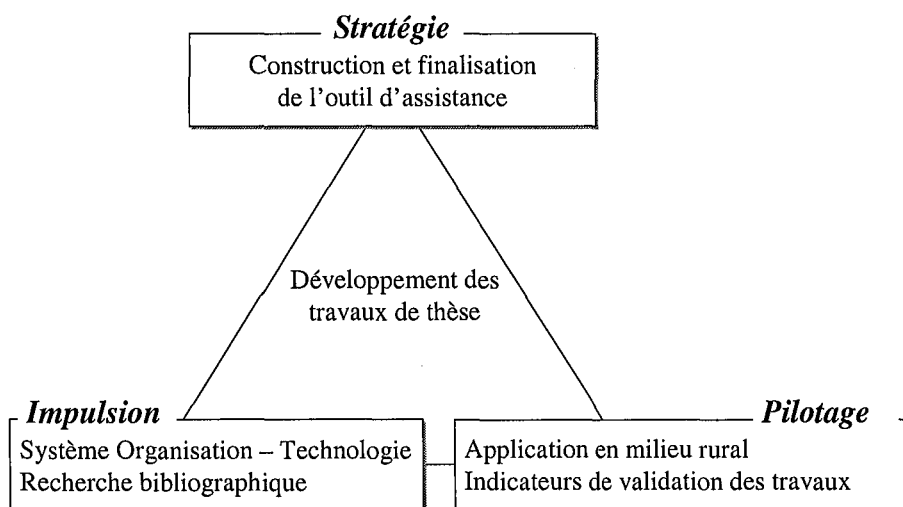 Stratégie
Construction et finalisation
de l'outil d'assistance
Développement des
travaux de thèse
Impulsion
Système Organisation – Technologie
Recherche bibliographique
Pilotage
Application en milieu rural
Indicateurs de validation des travaux